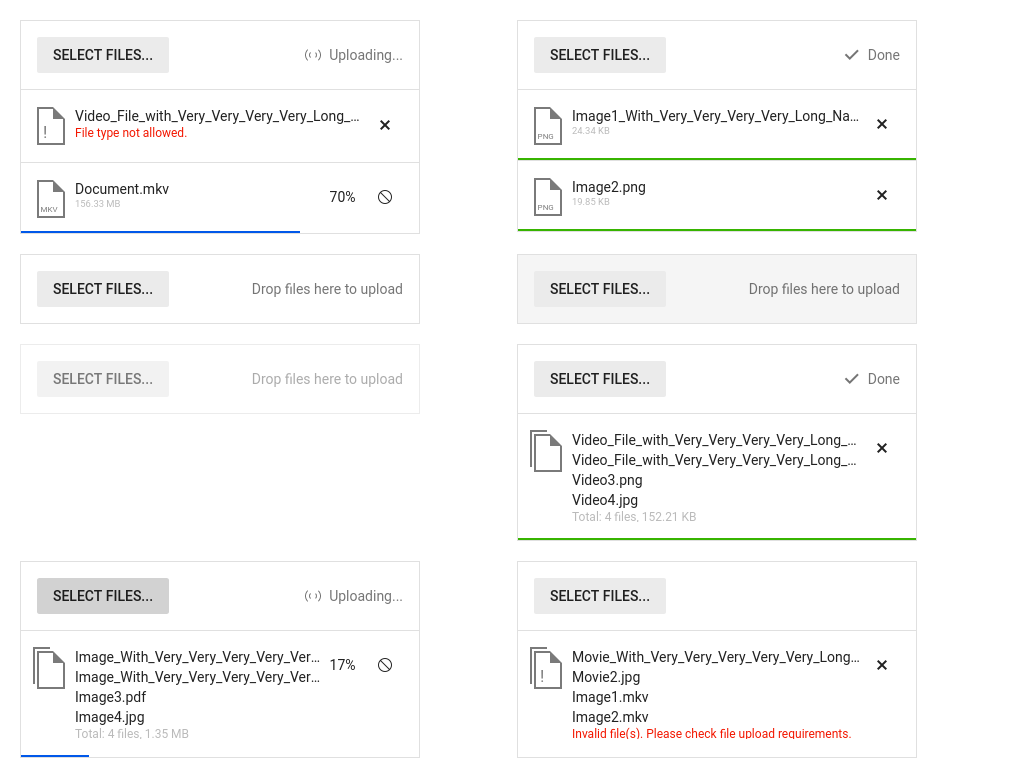 SELECT FILES...
Uploading...
Video_File_with_Very_Very_Very_Very_Long_...
File type not allowed.
Document.mkv
MKV
156.33 MB
70%
SELECT FILES...
Done
Image1_With_Very_Very_Very_Very_Long_Na...
PNG
24.34 KB
Image2.png
PNG
19.85 KB
SELECT FILES...
Drop files here to upload
SELECT FILES...
Drop files here to upload
SELECT FILES...
Drop files here to upload
SELECT FILES...
Done
Video_File_with_Very_Very_Very_Very_Long_...
Video_File_with_Very_Very_Very_Very_Long_...
Video3.png
Video4.jpg
Total: 4 files, 152.21 KB
SELECT FILES...
Uploading...
Image_With_Very_Very_Very_Very_Ver...
17%
Image_With_Very_Very_Very_Very_Ver...
Image3.pdf
Image4.jpg
Total: 4 files, 1.35 MB
SELECT FILES...
Movie_With_Very_Very_Very_Very_Very_Long...
Movie2.jpg
Image1.mkv
Image2.mkv
Invalid file(s). Please check file upload requirements.